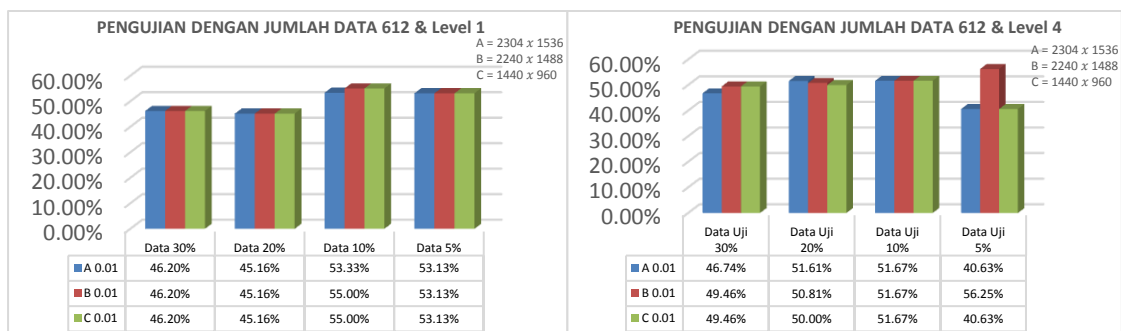 PENGUJIAN DENGAN JUMLAH DATA 612 & Level 1
A = 2304 x 1536
B = 2240 x 1488
C = 1440 x 960
60.00%
50.00%
40.00%
30.00%
20.00%
10.00%
0.00%
Data 30% Data 20% Data 10% Data 5%
A 0.01 46.20% 45.16% 53.33% 53.13%
B 0.01 46.20% 45.16% 55.00% 53.13%
C 0.01 46.20% 45.16% 55.00% 53.13%
PENGUJIAN DENGAN JUMLAH DATA 612 & Level 4
A = 2304 x 1536
B = 2240 x 1488
C = 1440 x 960
60.00%
50.00%
40.00%
30.00%
20.00%
10.00%
0.00%
Data Uji Data Uji Data Uji Data Uji
30% 20% 10% 5%
A 0.01 46.74% 51.61% 51.67% 40.63%
B 0.01 49.46% 50.81% 51.67% 56.25%
C 0.01 49.46% 50.00% 51.67% 40.63%